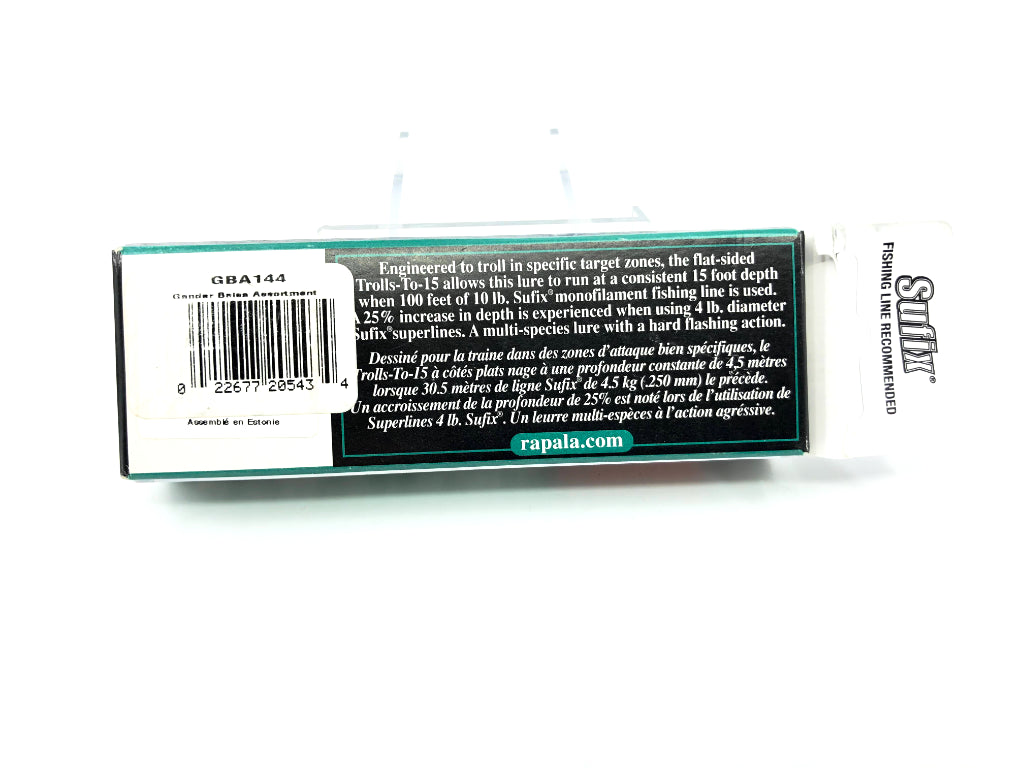 GBA144
Gander Brise Assortment
0 22677 20543 4
Assemblé en Estonie
Engineered to troll in specific target zones, the flat-sided
Trolls-To-15 allows this lure to run at a consistent 15 foot depth
when 100 feet of 10 lb. Sufix® monofilament fishing line is used.
A 25% increase in depth is experienced when using 4 lb. diameter
Sufix® superlines. A multi-species lure with a hard flashing action.
Dessiné pour la traine dans des zones d'attaque bien spécifiques, le
Trolls-To-15 à côtés plats nage à une profondeur constante de 4,5 mètres
lorsque 30.5 mètres de ligne Sufix® de 4.5 kg (.250 mm) le précède.
Un accroissement de la profondeur de 25% est noté lors de l'utilisation de
Superlines 4 lb. Sufix®. Un leurre multi-espèces à l'action agréssive.
rapala.com
Sufix®
FISHING LINE RECOMMENDED